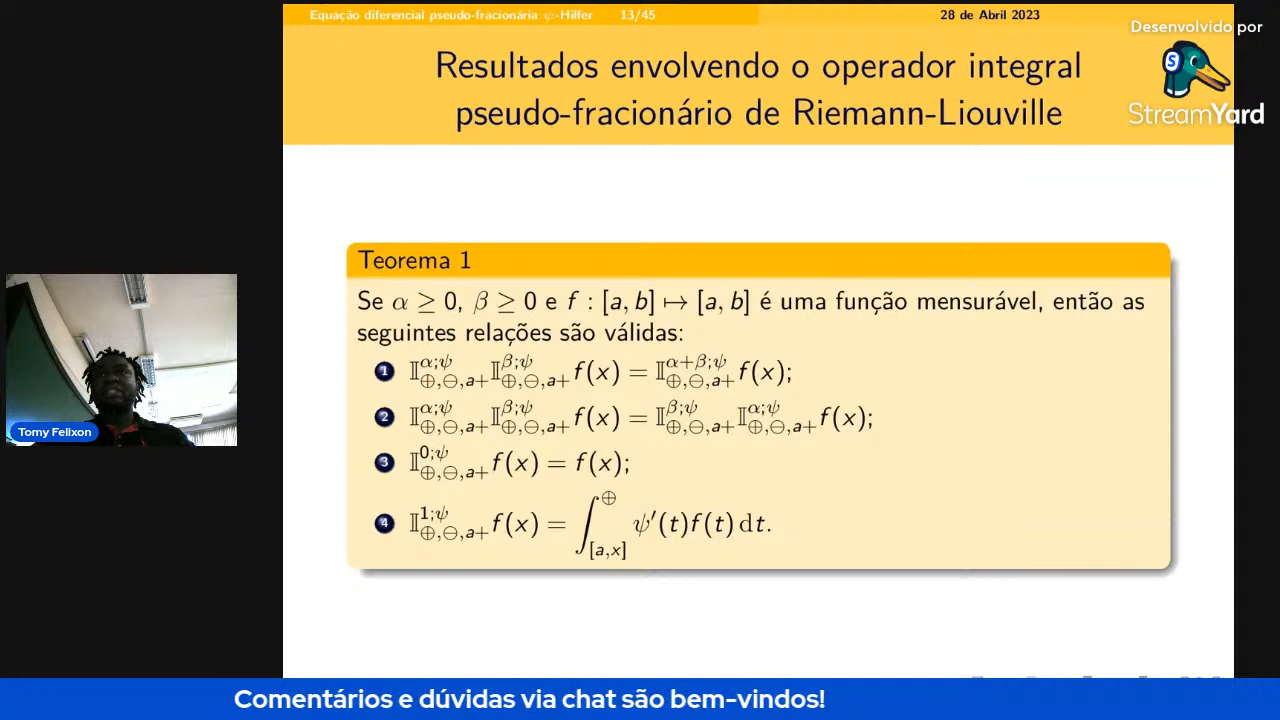 Equação diferencial pseudo-fracionária ψ-Hilfer 13/45 28 de Abril 2023
Desenvolvido por
StreamYard
Resultados envolvendo o operador integral
pseudo-fracionário de Riemann-Liouville
Teorema 1
Se α ≥ 0, β ≥ 0 e f : [a, b] ↦ [a, b] é uma função mensurável, então as
seguintes relações são válidas:
1 𝕀^{α;ψ}_{⊕,⊖,a+} 𝕀^{β;ψ}_{⊕,⊖,a+} f(x) = 𝕀^{α+β;ψ}_{⊕,⊖,a+} f(x);
2 𝕀^{α;ψ}_{⊕,⊖,a+} 𝕀^{β;ψ}_{⊕,⊖,a+} f(x) = 𝕀^{β;ψ}_{⊕,⊖,a+} 𝕀^{α;ψ}_{⊕,⊖,a+} f(x);
3 𝕀^{0;ψ}_{⊕,⊖,a+} f(x) = f(x);
4 𝕀^{1;ψ}_{⊕,⊖,a+} f(x) = ∫^{⊕}_{[a,x]} ψ′(t)f(t) dt.
Tomy Felixon
Comentários e dúvidas via chat são bem-vindos!